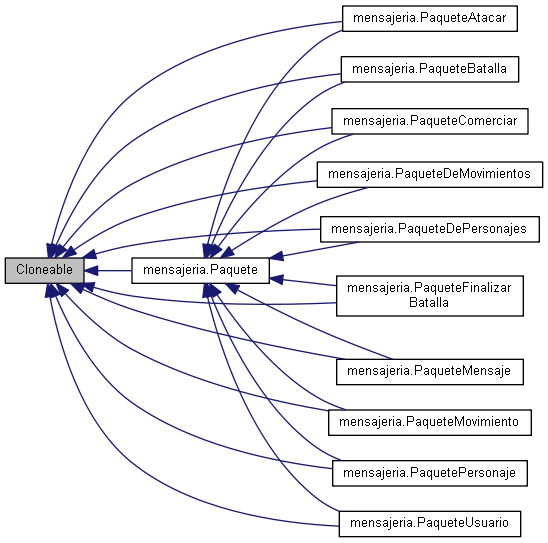 mensajeria.PaqueteAtacar
mensajeria.PaqueteBatalla
mensajeria.PaqueteComerciar
mensajeria.PaqueteDeMovimientos
mensajeria.PaqueteDePersonajes
Cloneable
mensajeria.Paquete
mensajeria.PaqueteFinalizar
Batalla
mensajeria.PaqueteMensaje
mensajeria.PaqueteMovimiento
mensajeria.PaquetePersonaje
mensajeria.PaqueteUsuario